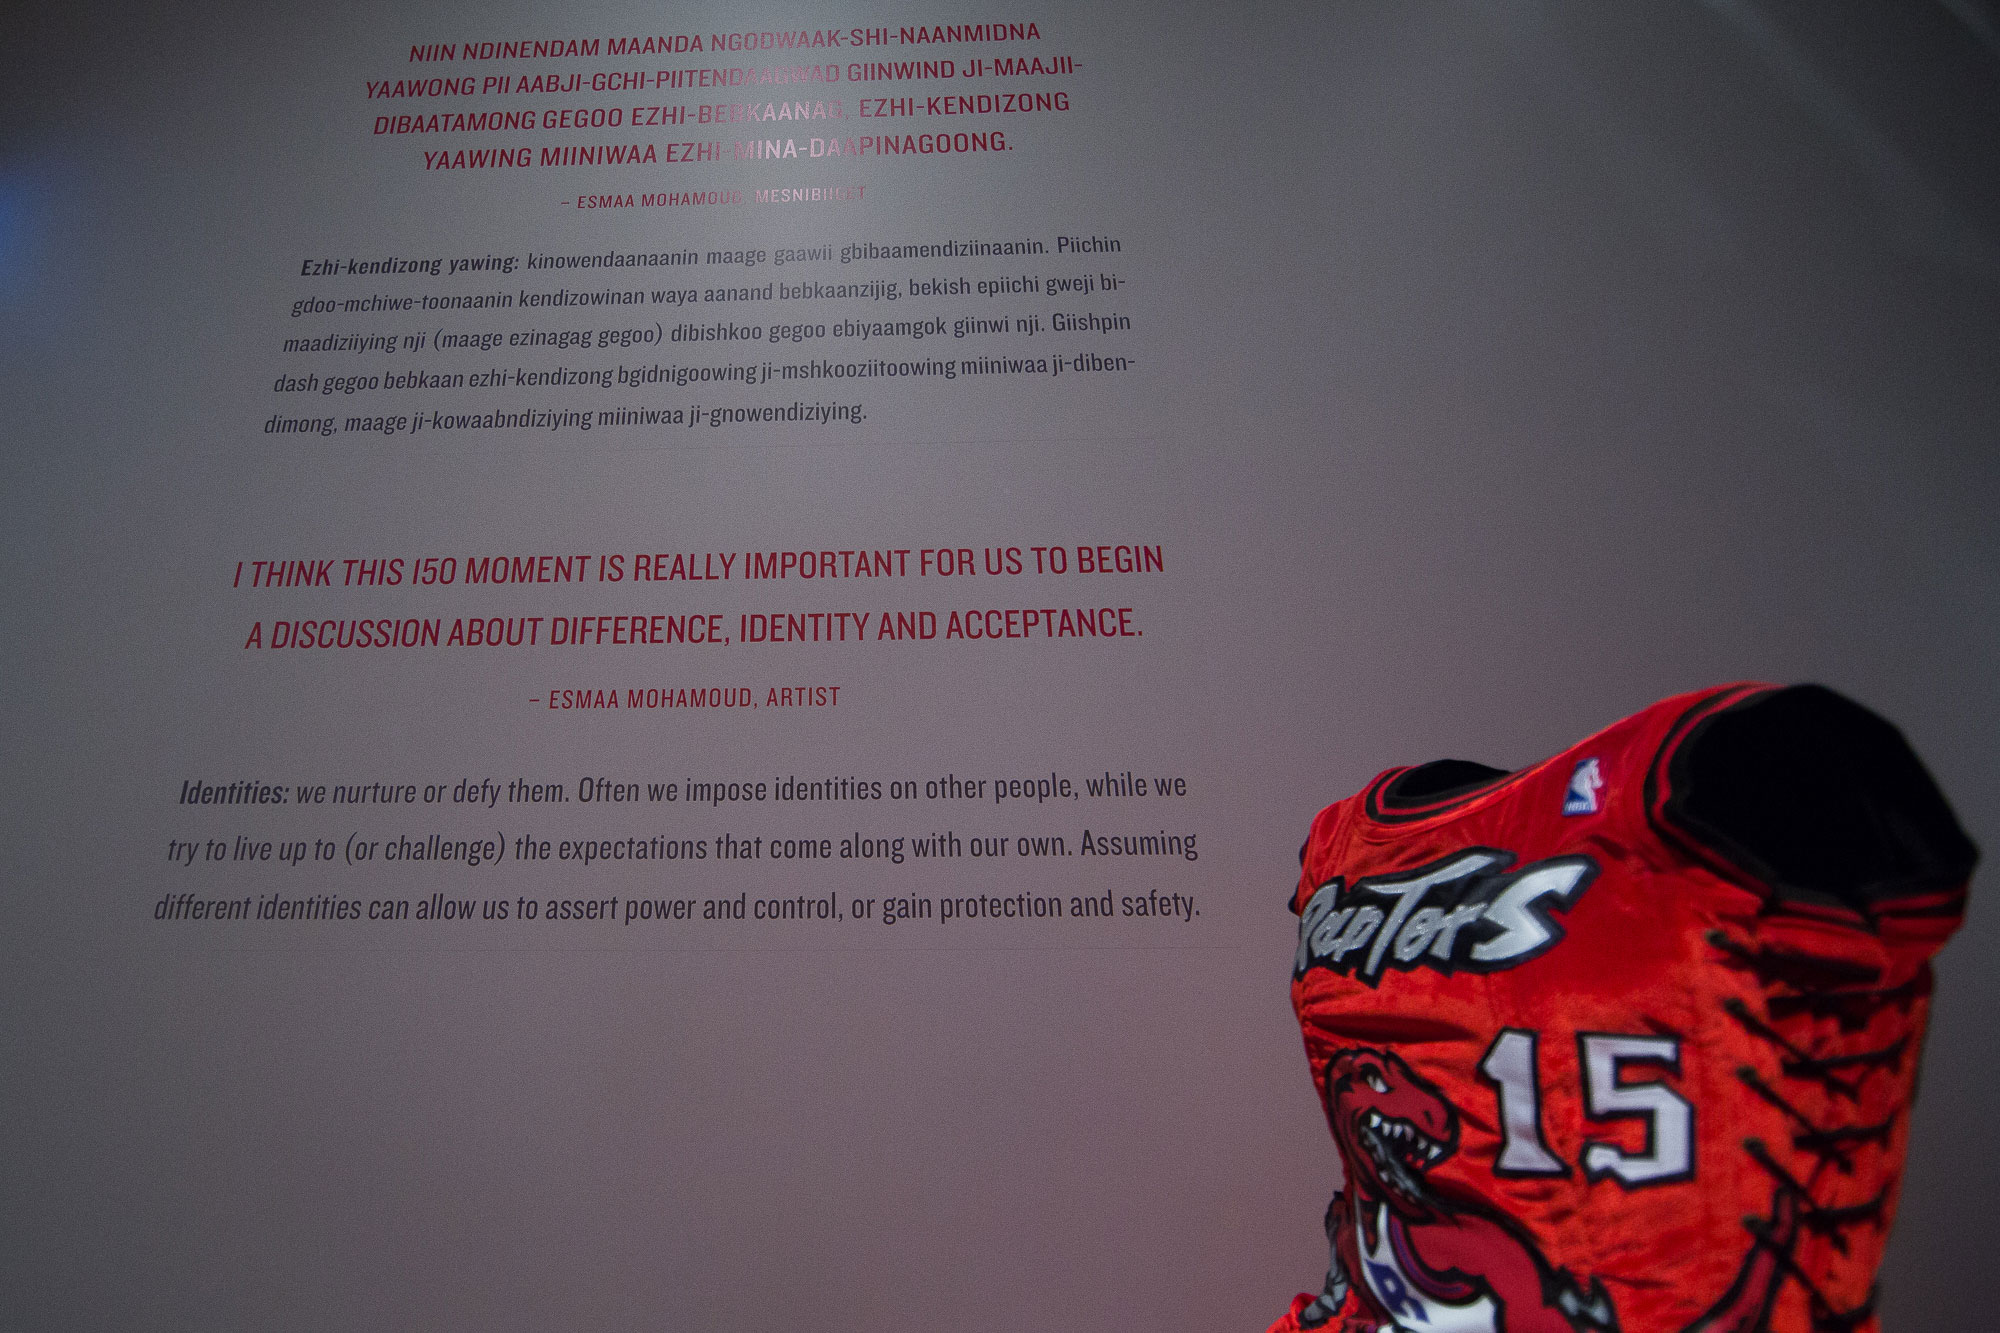 NIIN NDINENDAM MAANDA NGODWAAK-SHI-NAANMIDNA
YAAWONG PII AABJI-GCHI-PIITENDAAGWAD GIINWIND JI-MAAJII-
DIBAATAMONG GEGOO EZHI-BEBKAANAG, EZHI-KENDIZONG
YAAWING MIINIWAA EZHI-MINA-DAAPINAGOONG.
– ESMAA MOHAMOUD, MESNIBIIGET
Ezhi-kendizong yawing: kinowendaanaanin maage gaawii gbibaamendiziinaanin. Piichin
gdoo-mchiwe-toonaanin kendizowinan waya aanand bebkaanzijig, bekish epiichi gweji bi-
maadiziiying nji (maage ezinagag gegoo) dibishkoo gegoo ebiyaamgok giinwi nji. Giishpin
dash gegoo bebkaan ezhi-kendizong bgidnigoowing ji-mshkooziitoowing miiniwaa ji-diben-
dimong, maage ji-kowaabndiziying miiniwaa ji-gnowendiziying.
I THINK THIS 150 MOMENT IS REALLY IMPORTANT FOR US TO BEGIN
A DISCUSSION ABOUT DIFFERENCE, IDENTITY AND ACCEPTANCE.
– ESMAA MOHAMOUD, ARTIST
Identities: we nurture or defy them. Often we impose identities on other people, while we
try to live up to (or challenge) the expectations that come along with our own. Assuming
different identities can allow us to assert power and control, or gain protection and safety.
RapTorS
15